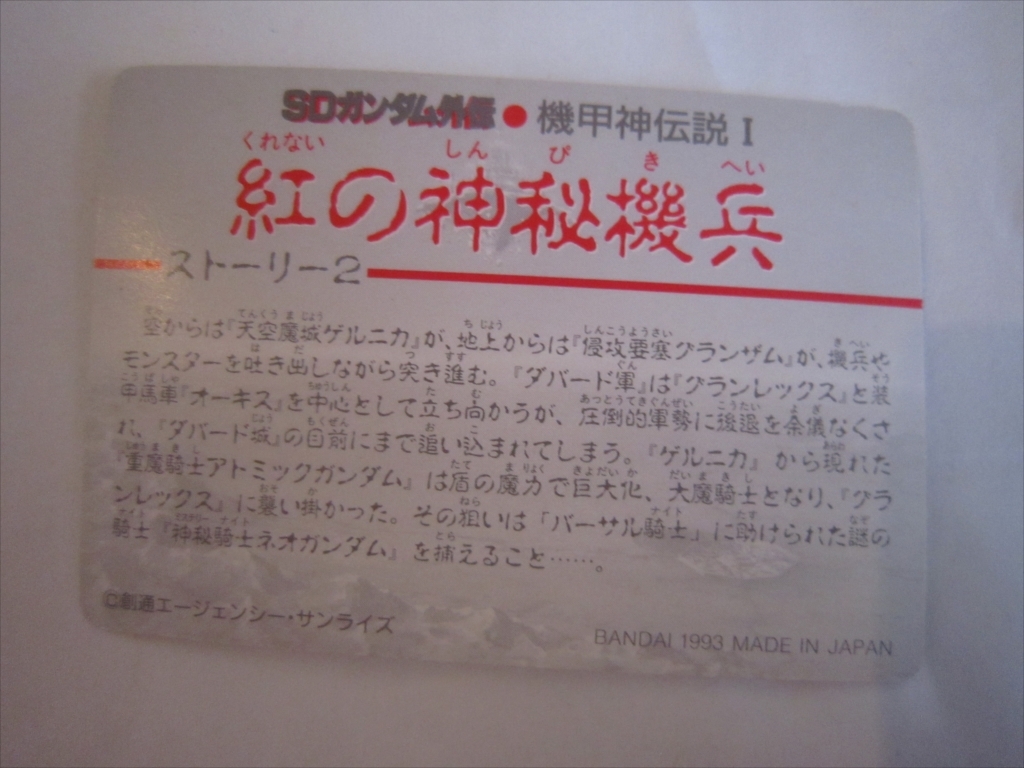 SDガンダム外伝●機甲神伝説Ⅰ
くれない しん ぴ き へい
紅の神秘機兵
ストーリー2
空からは『天空魔城ゲルニカ』が、地上からは『侵攻要塞グランザム』が、機兵や
モンスターを吐き出しながら突き進む。『ダバード軍』は『グランレックス』と装
甲馬車『オーキス』を中心として立ち向かうが、圧倒的軍勢に後退を余儀なくさ
れ、『ダバード城』の目前にまで追い込まれてしまう。『ゲルニカ』から現れた
『重魔騎士アトミックガンダム』は盾の魔力で巨大化、大魔騎士となり、『グラ
ンレックス』に襲い掛かった。その狙いは「バーサル騎士」に助けられた謎の
騎士『神秘騎士ネオガンダム』を捕えること……。
©創通エージェンシー・サンライズ
BANDAI 1993 MADE IN JAPAN